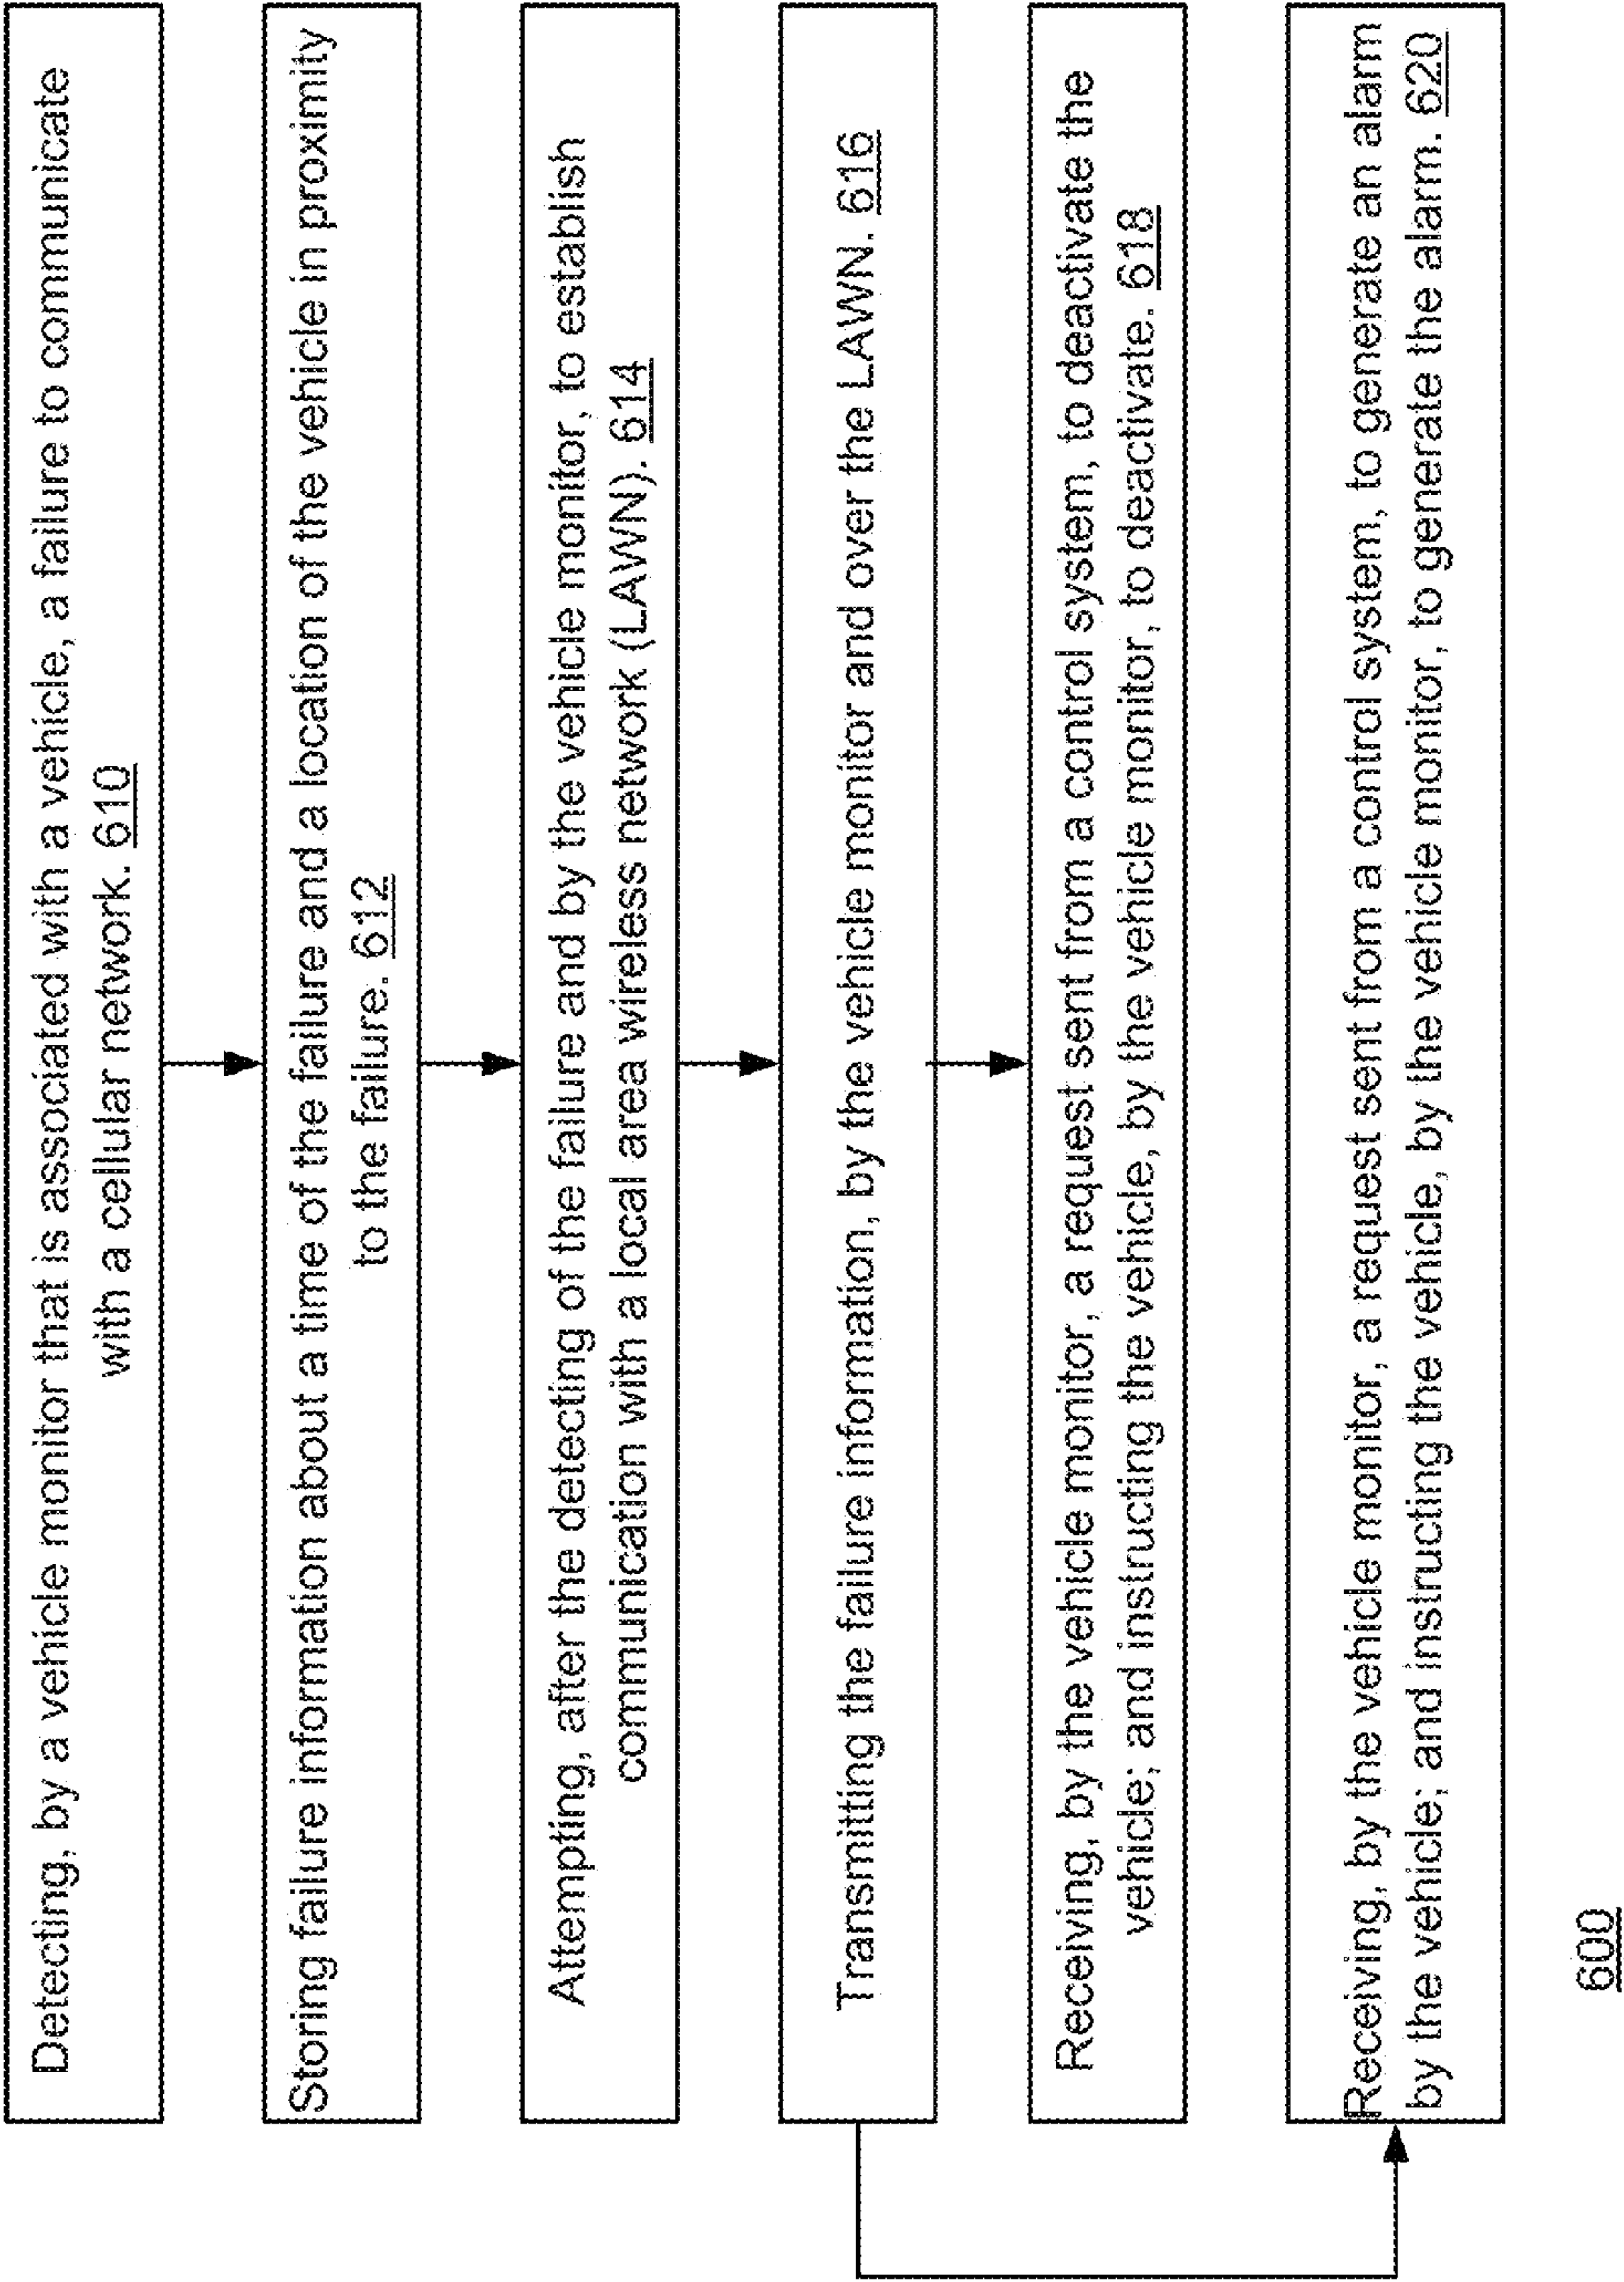 Detecting, by a vehicle monitor that is associated with a vehicle, a failure to communicate
with a cellular network. 610
Storing failure information about a time of the failure and a location of the vehicle in proximity
to the failure. 612
Attempting, after the detecting of the failure and by the vehicle monitor, to establish
communication with a local area wireless network (LAWN). 614
Transmitting the failure information, by the vehicle monitor and over the LAWN. 616
Receiving, by the vehicle monitor, a request sent from a control system, to deactivate the
vehicle; and instructing the vehicle, by the vehicle monitor, to deactivate. 618
Receiving, by the vehicle monitor, a request sent from a control system, to generate an alarm
by the vehicle; and instructing the vehicle, by the vehicle monitor, to generate the alarm. 620
600